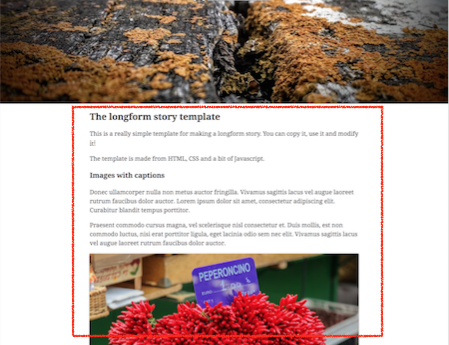 The longform story template
This is a really simple template for making a longform story. You can copy it, use it and modify
it!
The template is made from HTML, CSS and a bit of Javascript.
Images with captions
Donec ullamcorper nulla non metus auctor fringilla. Vivamus sagittis lacus vel augue laoreet
rutrum faucibus dolor auctor. Lorem ipsum dolor sit amet, consectetur adipiscing elit.
Curabitur blandit tempus porttitor.
Praesent commodo cursus magna, vel scelerisque nisl consectetur et. Duis mollis, est non
commodo luctus, nisi erat porttitor ligula, eget lacinia odio sem nec elit. Vivamus sagittis lacus
vel augue laoreet rutrum faucibus dolor auctor.
PEPERONCINO